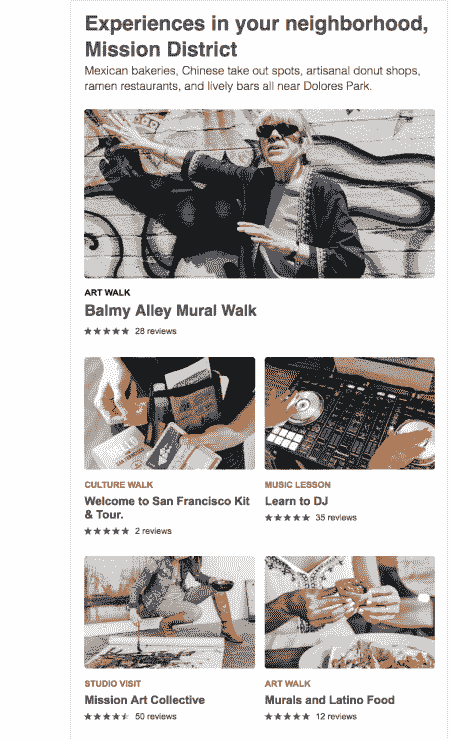 Experiences in your neighborhood,
Mission District
Mexican bakeries, Chinese take out spots, artisanal donut shops,
ramen restaurants, and lively bars all near Dolores Park.
ART WALK
Balmy Alley Mural Walk
★★★★★ 28 reviews
CULTURE WALK
Welcome to San Francisco Kit
& Tour.
★★★★★ 2 reviews
MUSIC LESSON
Learn to DJ
★★★★★ 35 reviews
STUDIO VISIT
Mission Art Collective
50 reviews
ART WALK
Murals and Latino Food
★★★★★ 12 reviews